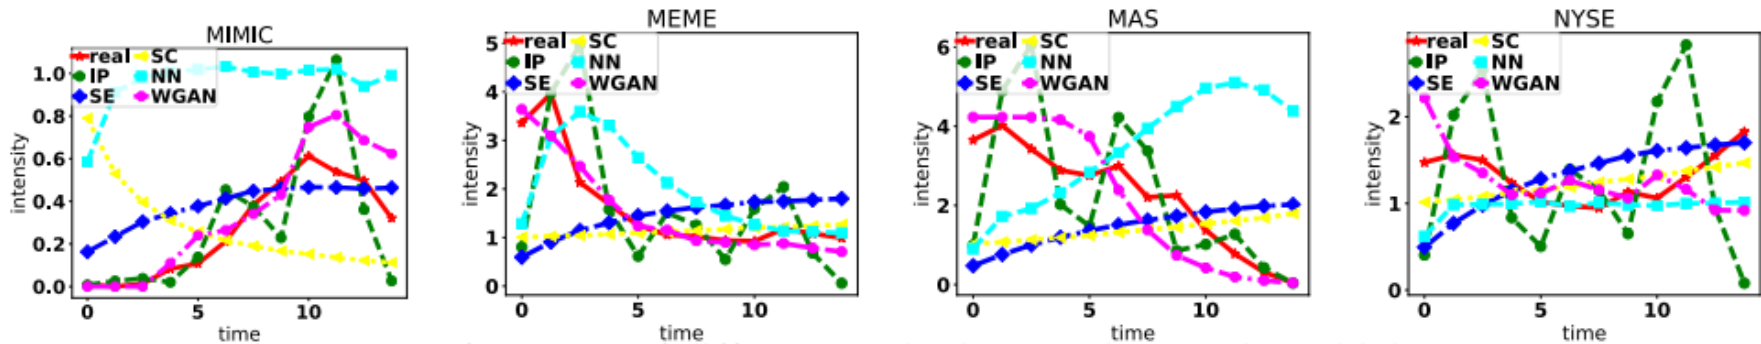 MIMIC
real SC
IP NN
SE WGAN
1.0
0.8
0.6
0.4
0.2
0.0
intensity
0 5 10
time
MEME
real SC
IP NN
SE WGAN
5
4
3
2
1
0
intensity
0 5 10
time
MAS
real SC
IP NN
SE WGAN
6
4
2
0
intensity
0 5 10
time
NYSE
real SC
IP NN
SE WGAN
2
1
0
intensity
0 5 10
time